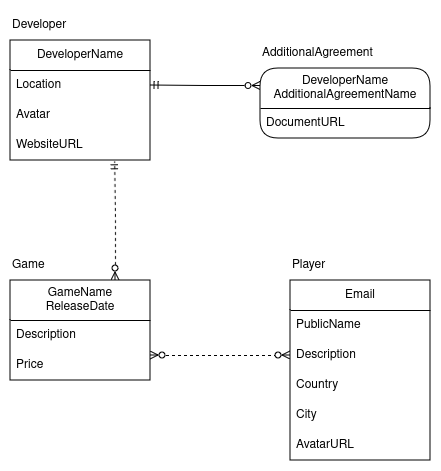 Developer
DeveloperName
Location
Avatar
WebsiteURL
AdditionalAgreement
DeveloperName
AdditionalAgreementName
DocumentURL
Game
GameName
ReleaseDate
Description
Price
Player
Email
PublicName
Description
Country
City
AvatarURL